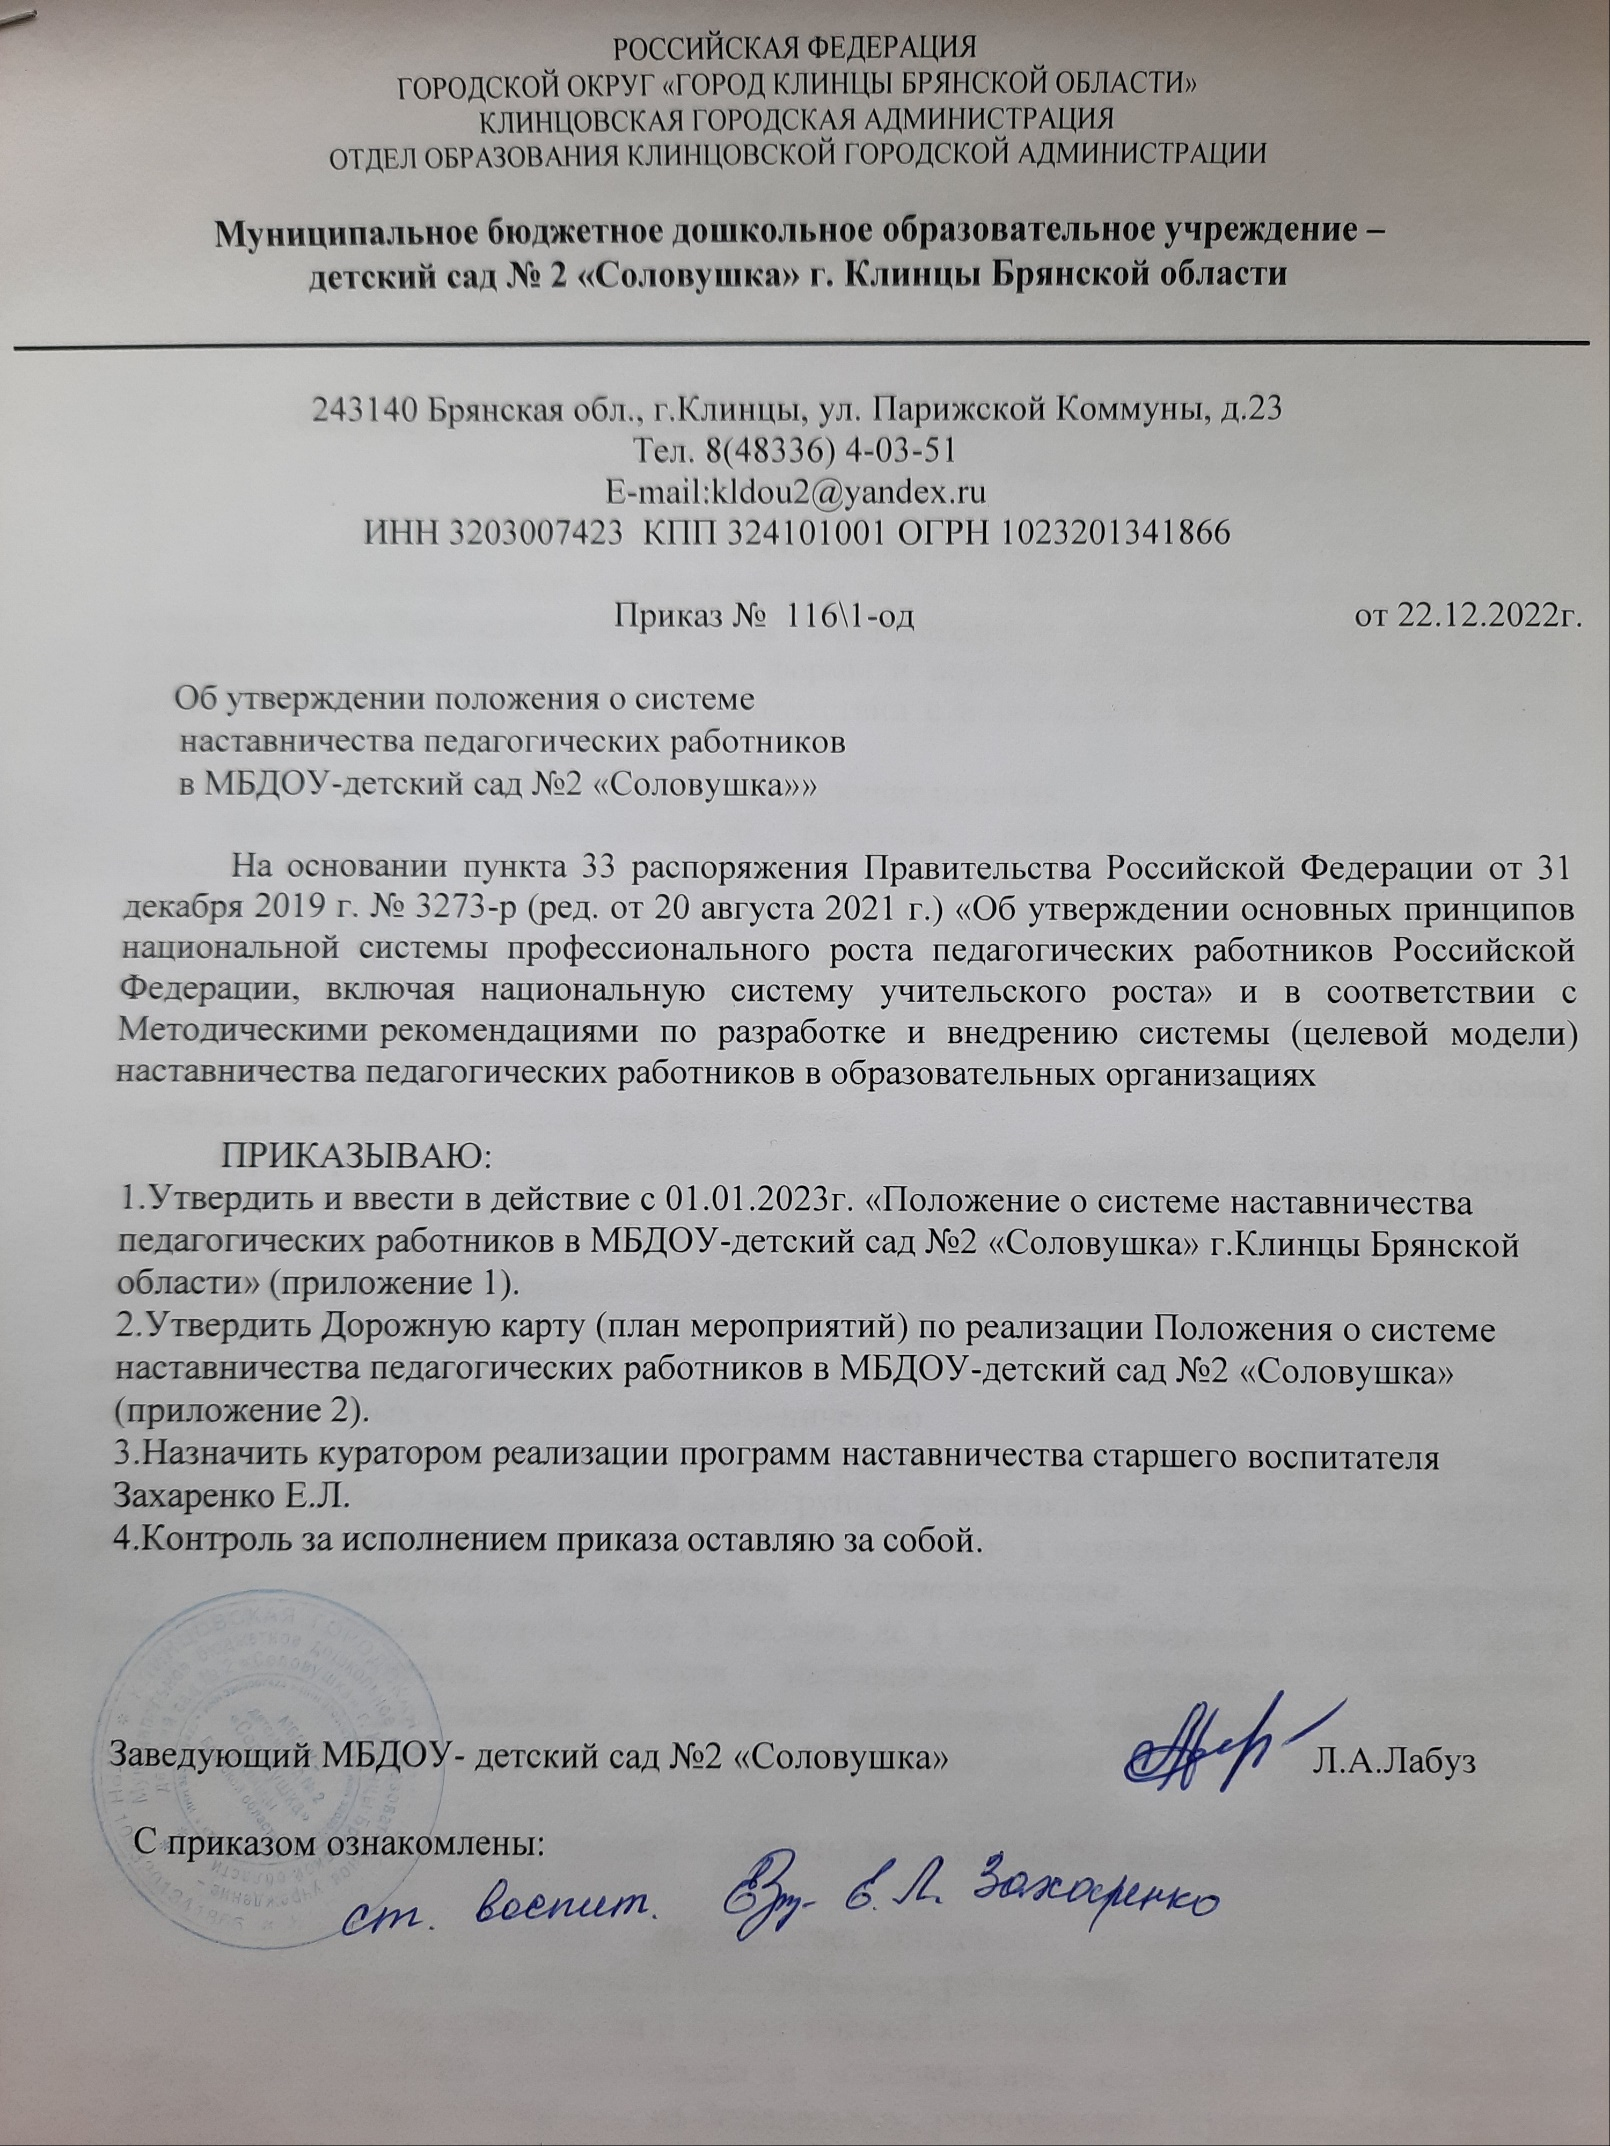 РОССИЙСКАЯ ФЕДЕРАЦИЯ
ГОРОДСКОЙ ОКРУГ «ГОРОД КЛИНЦЫ БРЯНСКОЙ ОБЛАСТИ»
КЛИНЦОВСКАЯ ГОРОДСКАЯ АДМИНИСТРАЦИЯ
ОТДЕЛ ОБРАЗОВАНИЯ КЛИНЦОВСКОЙ ГОРОДСКОЙ АДМИНИСТРАЦИИ
Муниципальное бюджетное дошкольное образовательное учреждение –
детский сад № 2 «Соловушка» г. Клинцы Брянской области
243140 Брянская обл., г.Клинцы, ул. Парижской Коммуны, д.23
Тел. 8(48336) 4-03-51
E-mail:kldou2@yandex.ru
ИНН 3203007423 КПП 324101001 ОГРН 1023201341866
Приказ № 116\1-од от 22.12.2022г.
Об утверждении положения о системе
наставничества педагогических работников
в МБДОУ-детский сад №2 «Соловушка»»
На основании пункта 33 распоряжения Правительства Российской Федерации от 31
декабря 2019 г. № 3273-р (ред. от 20 августа 2021 г.) «Об утверждении основных принципов
национальной системы профессионального роста педагогических работников Российской
Федерации, включая национальную систему учительского роста» и в соответствии с
Методическими рекомендациями по разработке и внедрению системы (целевой модели)
наставничества педагогических работников в образовательных организациях
ПРИКАЗЫВАЮ:
1.Утвердить и ввести в действие с 01.01.2023г. «Положение о системе наставничества
педагогических работников в МБДОУ-детский сад №2 «Соловушка» г.Клинцы Брянской
области» (приложение 1).
2.Утвердить Дорожную карту (план мероприятий) по реализации Положения о системе
наставничества педагогических работников в МБДОУ-детский сад №2 «Соловушка»
(приложение 2).
3.Назначить куратором реализации программ наставничества старшего воспитателя
Захаренко Е.Л.
4.Контроль за исполнением приказа оставляю за собой.
Заведующий МБДОУ- детский сад №2 «Соловушка» Л.А.Лабуз
С приказом ознакомлены:
ст. воспит. Е.Л. Захаренко